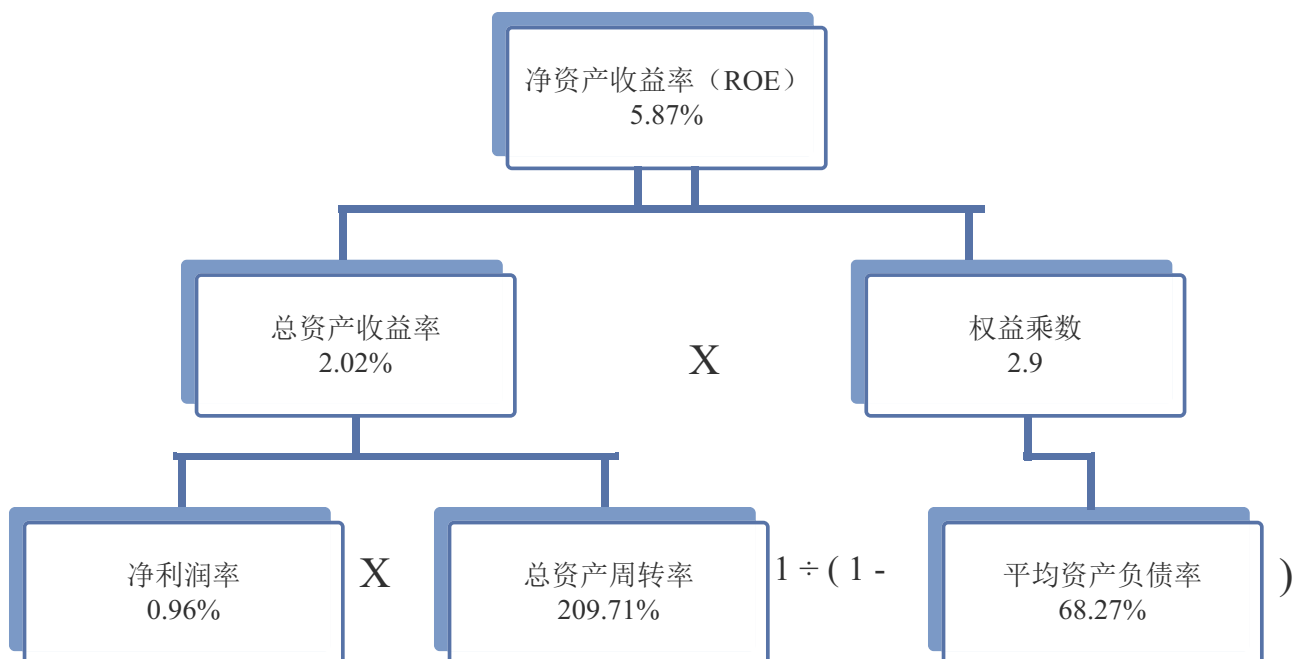 净资产收益率（ROE）
5.87%
总资产收益率
2.02%
X
权益乘数
2.9
净利润率
0.96%
X
总资产周转率
209.71%
1 ÷ ( 1 -
平均资产负债率
68.27%
)